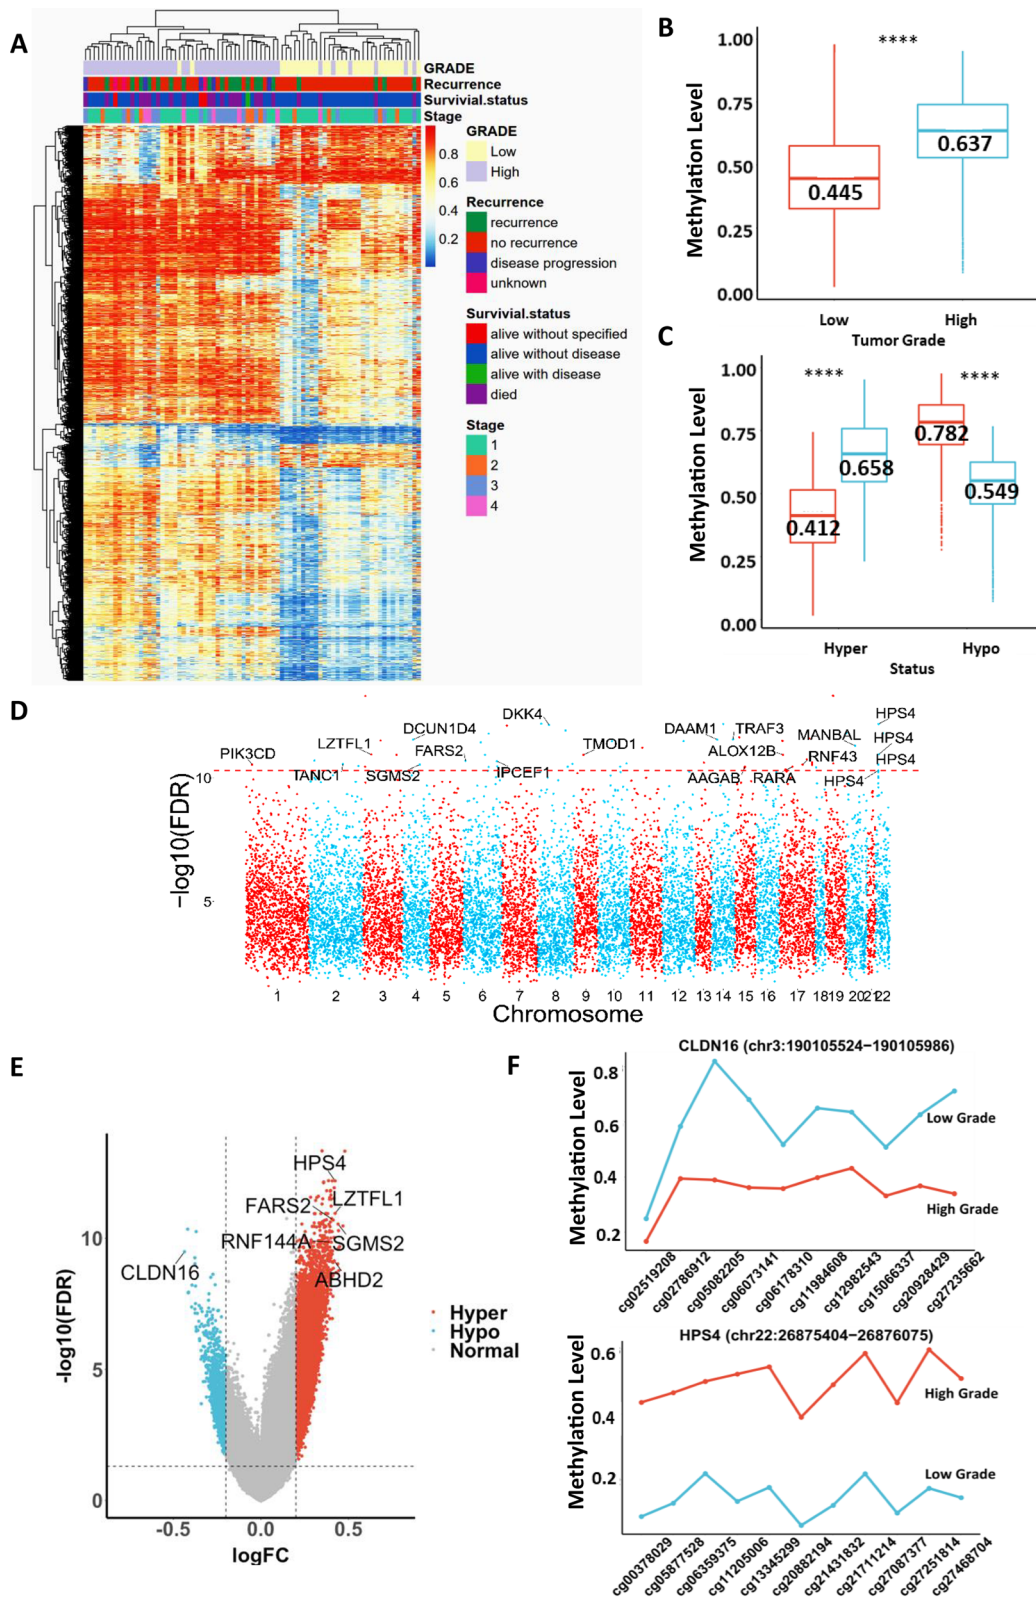 A
GRADE
Recurrence
Survivial.status
Stage
0.8
0.6
0.4
0.2
GRADE
Low
High
Recurrence
recurrence
no recurrence
disease progression
unknown
Survivial.status
alive without specified
alive without disease
alive with disease
died
Stage
1
2
3
4
B
Methylation Level
1.00
0.75
0.50
0.25
0.00
****
0.445
0.637
Low
High
Tumor Grade
C
Methylation Level
1.00
0.75
0.50
0.25
0.00
****
****
0.412
0.658
0.782
0.549
Hyper
Hypo
Status
D
−log10(FDR)
10
5
PIK3CD
TANC1
LZTFL1
SGMS2
DCUN1D4
FARS2
IPCEF1
DKK4
TMOD1
DAAM1
TRAF3
ALOX12B
AAGAB
RARA
MANBAL
RNF43
HPS4
HPS4
HPS4
HPS4
1 2 3 4 5 6 7 8 9 10 11 12 13 14 15 16 17 18 19 20 21 22
Chromosome
E
-log10(FDR)
10
5
0
HPS4
FARS2
LZTFL1
RNF144A
SGMS2
CLDN16
ABHD2
Hyper
Hypo
Normal
-0.5
0.0
0.5
logFC
F
CLDN16 (chr3:190105524−190105986)
Methylation Level
0.8
0.6
0.4
0.2
Low Grade
High Grade
cg02519208
cg02786912
cg05082205
cg06073141
cg06178310
cg11984608
cg12982543
cg15066337
cg20928429
cg27235662
HPS4 (chr22:26875404−26876075)
Methylation Level
0.6
0.4
0.2
High Grade
Low Grade
cg00378029
cg05877528
cg06359375
cg11205006
cg13345299
cg20882194
cg21431832
cg21711214
cg27087377
cg27251814
cg27468704